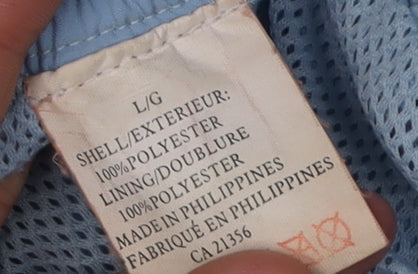 L/G
SHELL/EXTERIEUR:
100%POLYESTER
LINING/DOUBLURE
100%POLYESTER
MADE IN PHILIPPINES
FABRIQUÉ EN PHILIPPINES
CA 21356